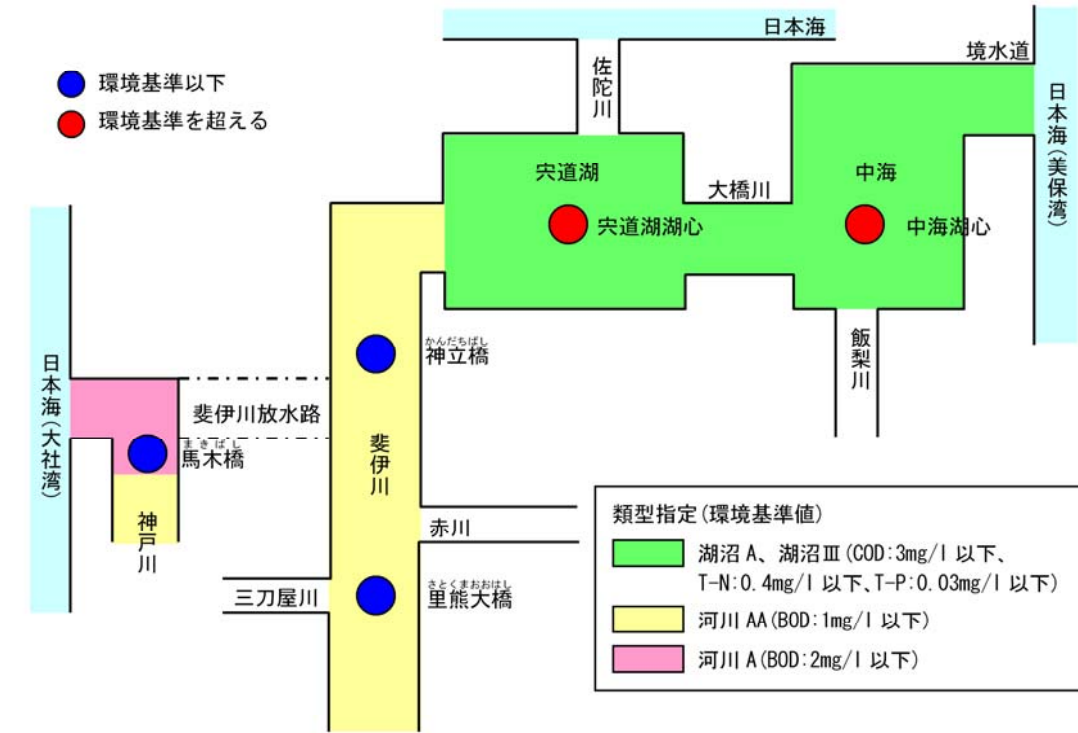 日本海
境水道
環境基準以下
環境基準を超える
佐陀川
日本海(美保湾)
宍道湖
大橋川
中海
宍道湖湖心
中海湖心
かんだちばし
神立橋
飯梨川
日本海(大社湾)
斐伊川放水路
まきばし
馬木橋
斐伊川
神戸川
赤川
三刀屋川
さとくまおおはし
里熊大橋
類型指定(環境基準値)
湖沼A、湖沼Ⅲ(COD:3mg/l以下、
T-N:0.4mg/l以下、T-P:0.03mg/l以下)
河川AA(BOD:1mg/l以下)
河川A(BOD:2mg/l以下)